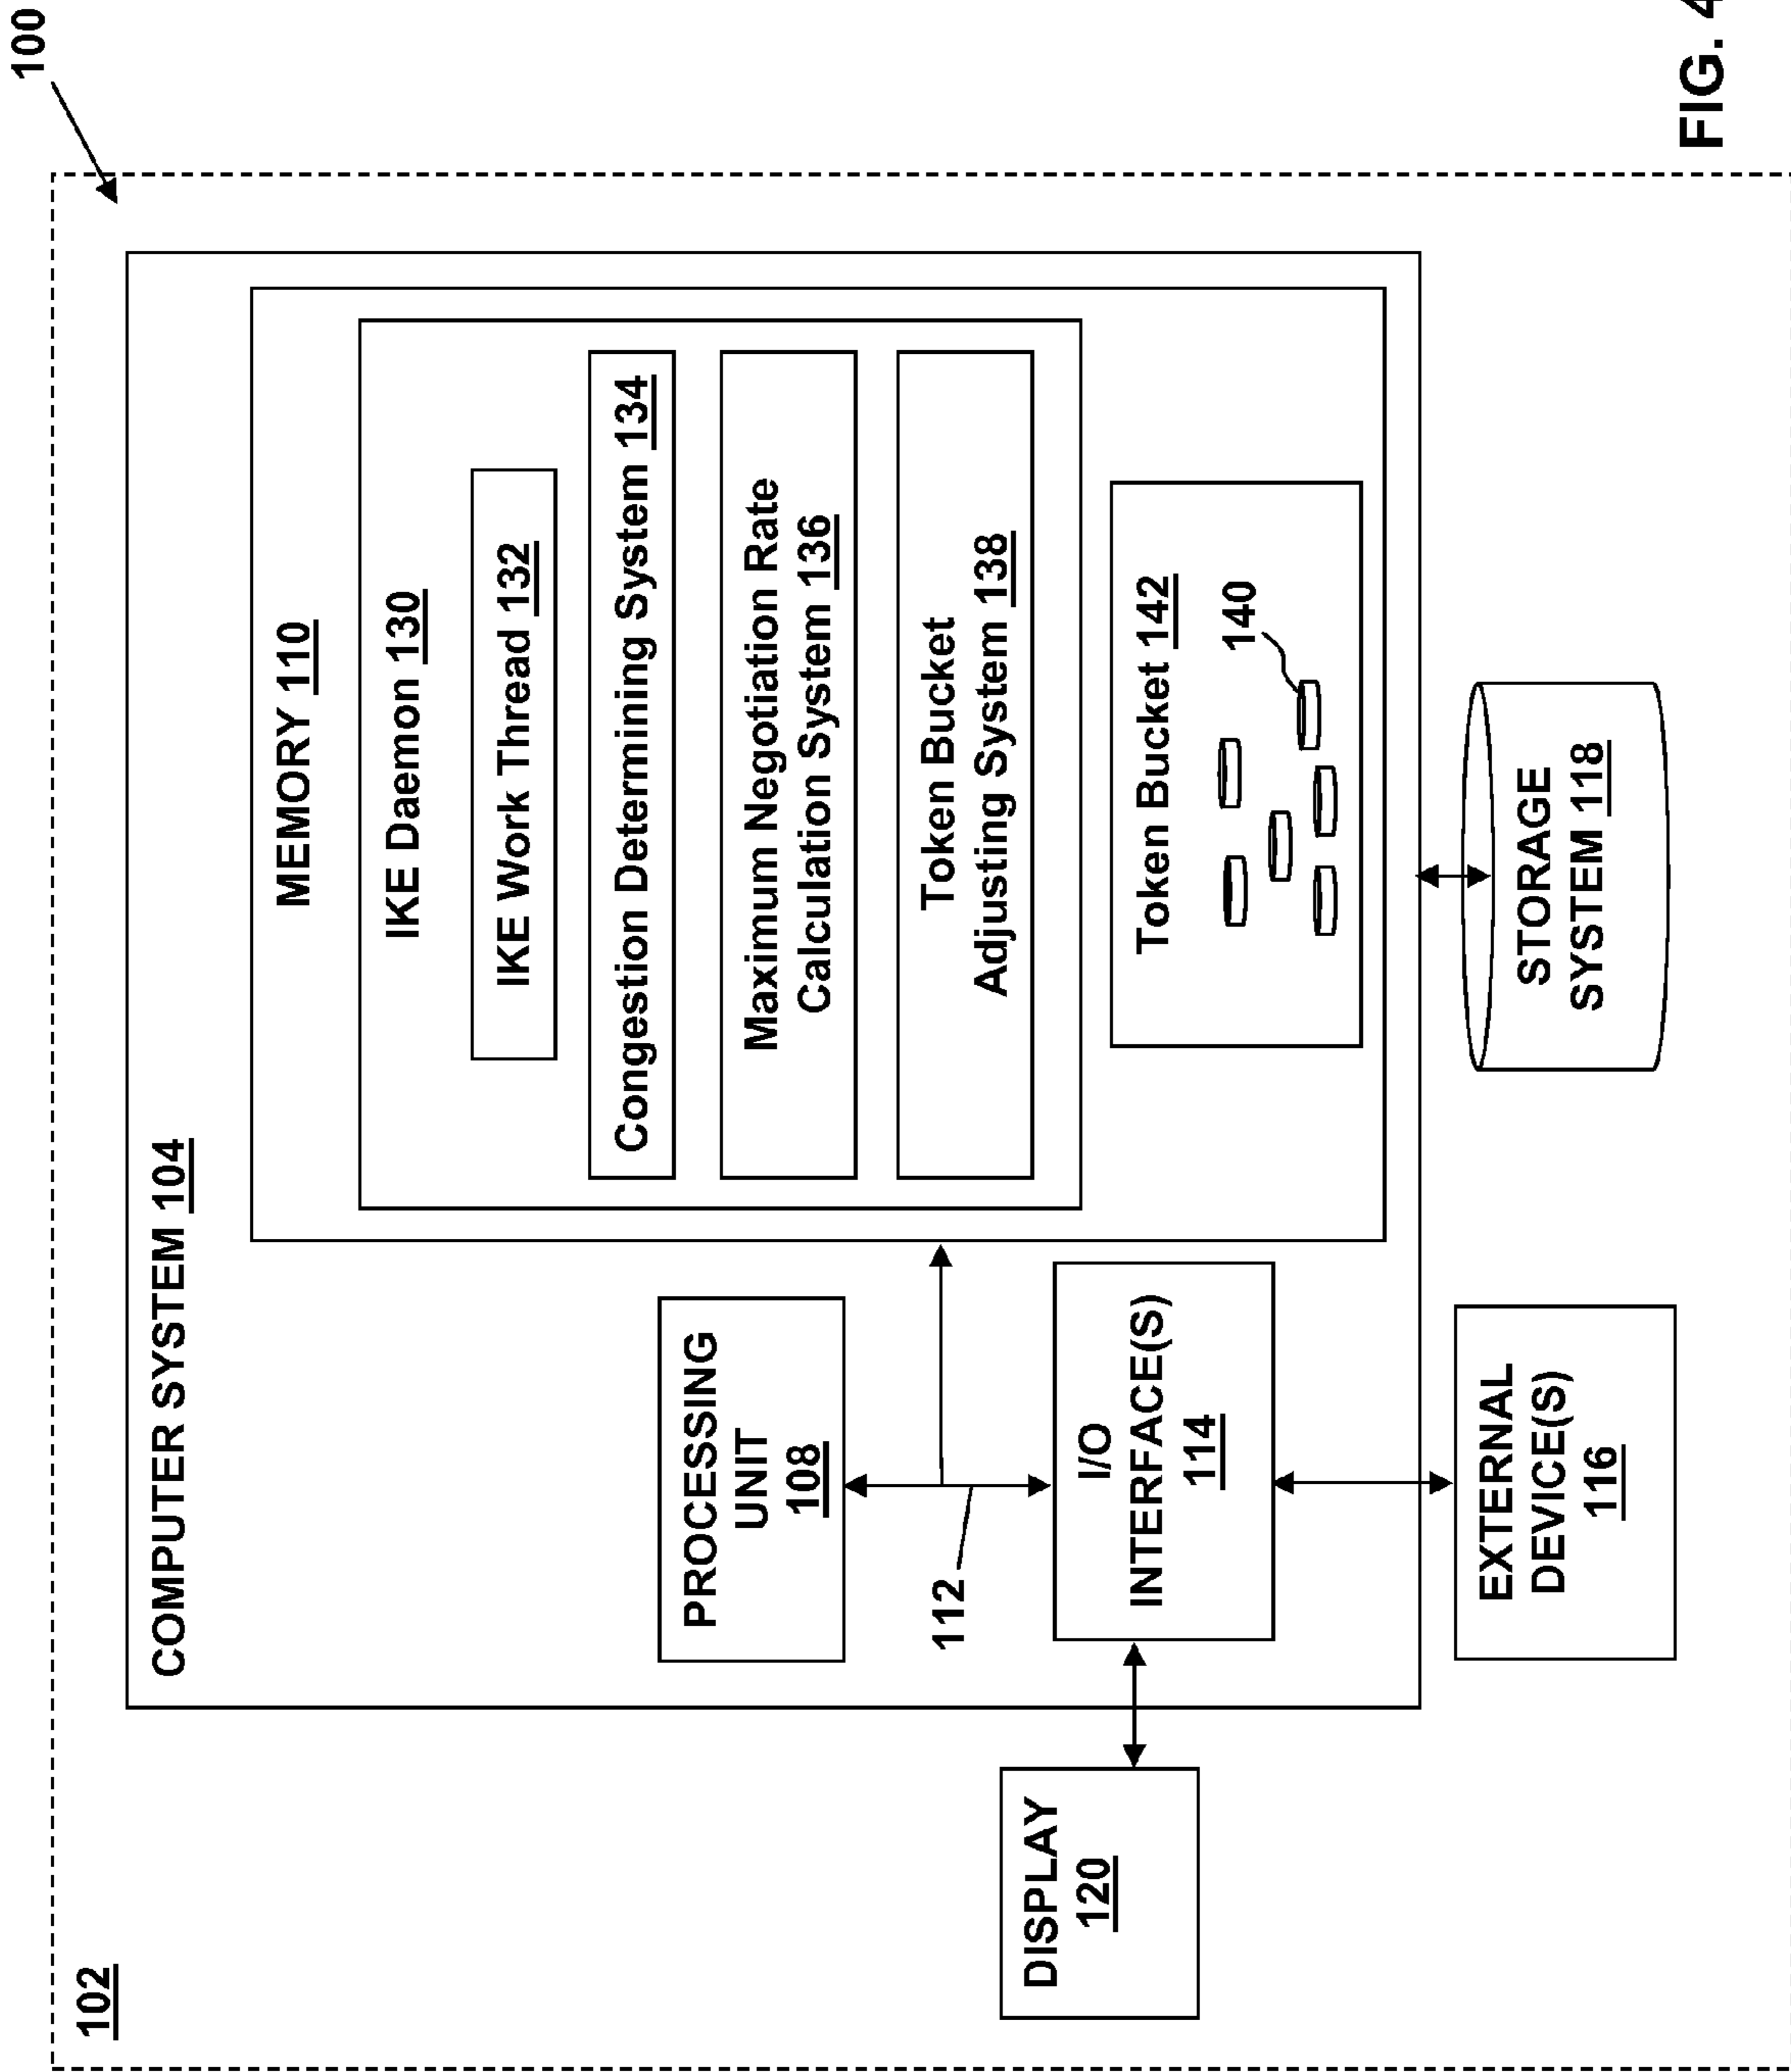 100
102
COMPUTER SYSTEM 104
MEMORY 110
IKE Daemon 130
IKE Work Thread 132
Congestion Determining System 134
Maximum Negotiation Rate
Calculation System 136
Token Bucket
Adjusting System 138
Token Bucket 142
140
PROCESSING
UNIT
108
112
I/O
INTERFACE(S)
114
DISPLAY
120
EXTERNAL
DEVICE(S)
116
STORAGE
SYSTEM 118
FIG. 4